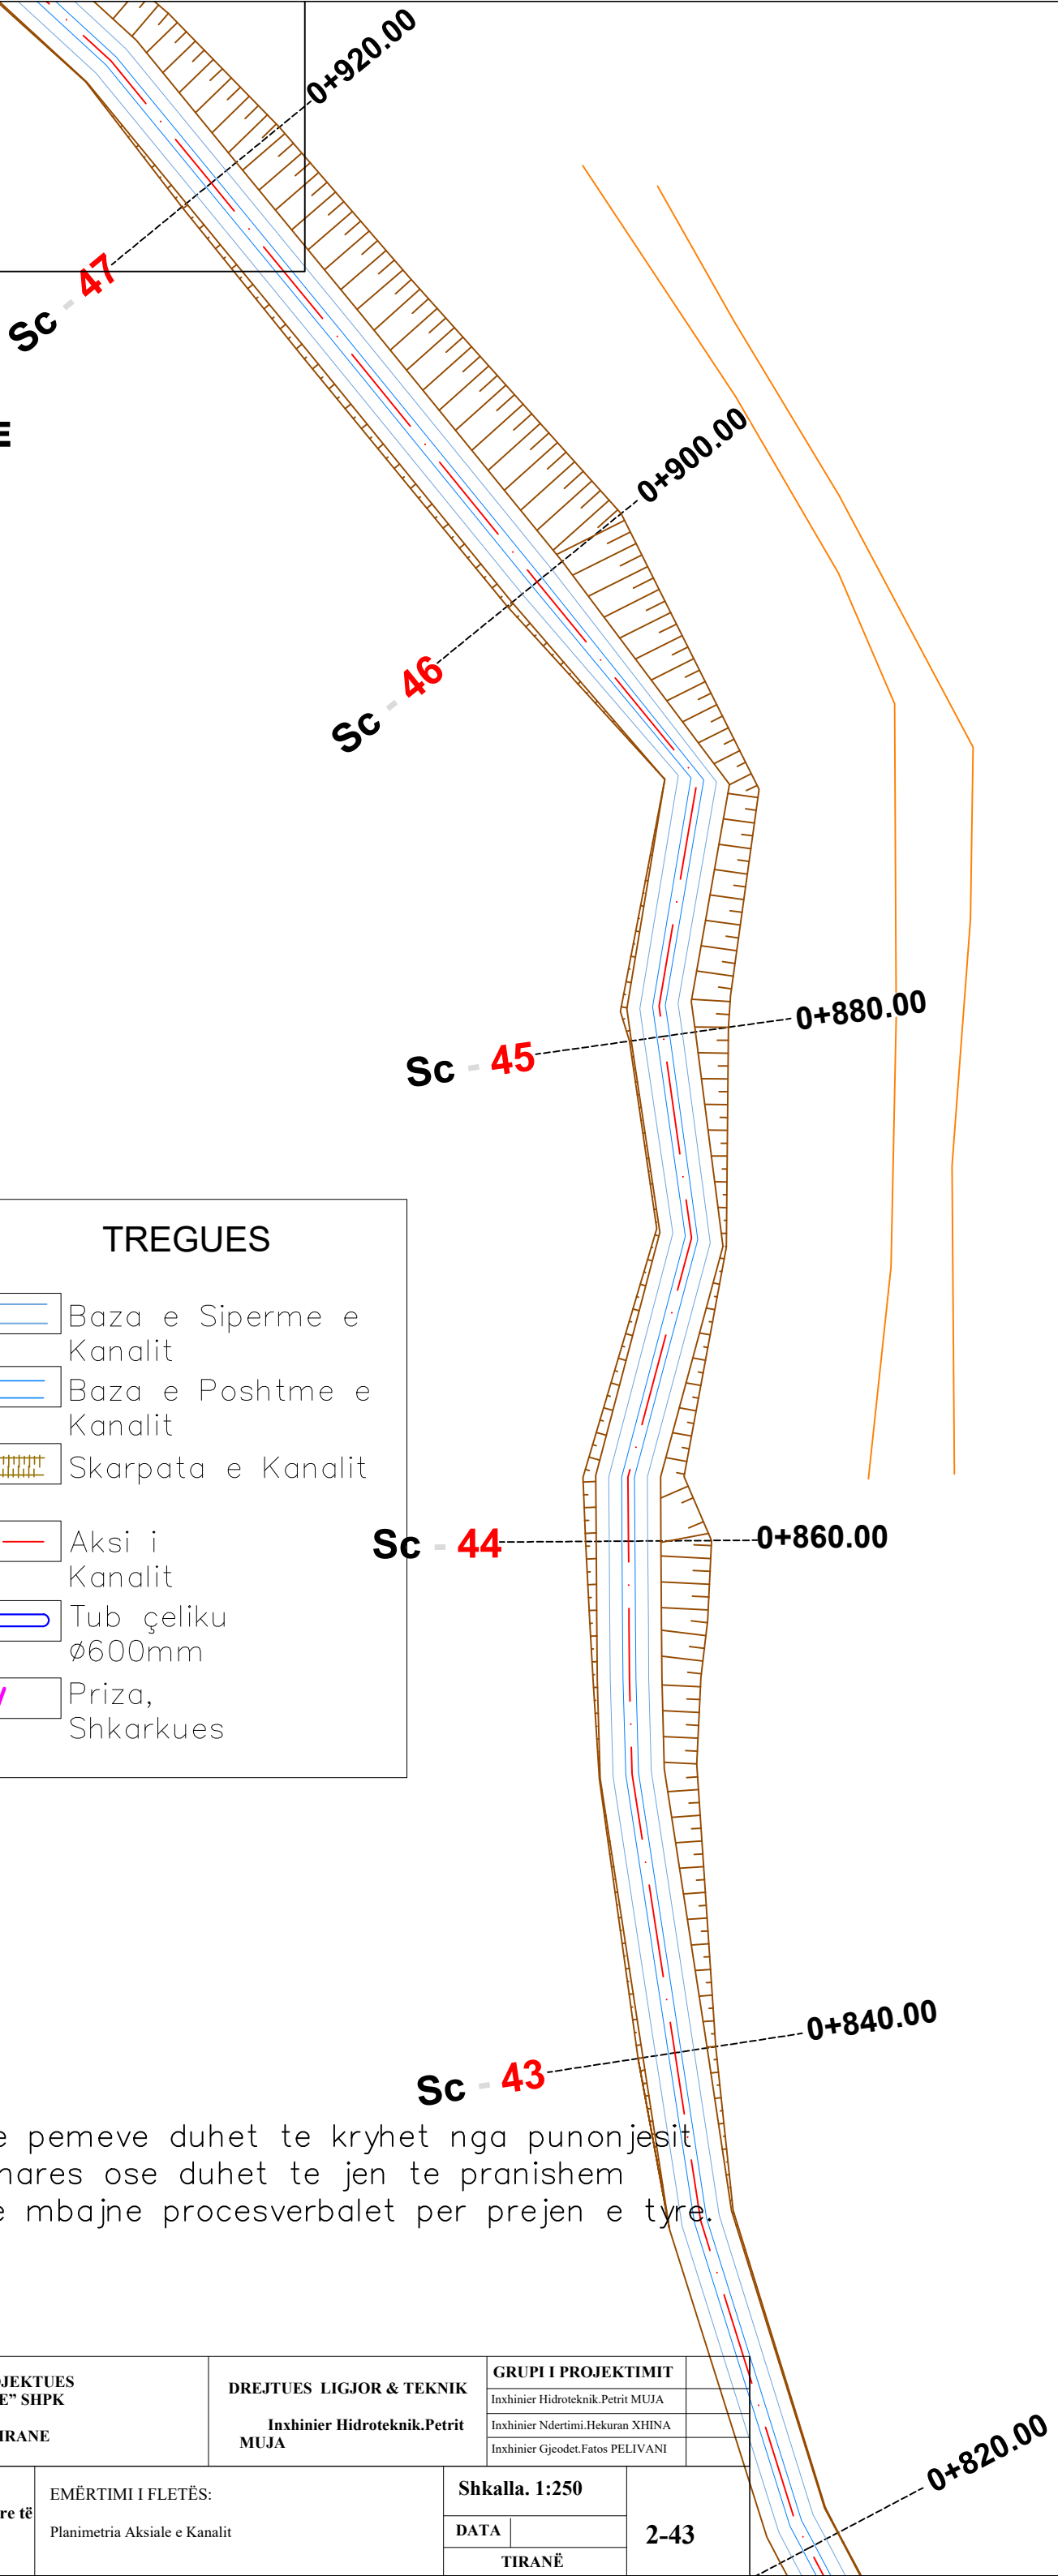 0+920.00
Sc - 47
E
0+900.00
Sc - 46
0+880.00
Sc - 45
TREGUES
Baza e Siperme e
Kanalit
Baza e Poshtme e
Kanalit
Skarpata e Kanalit
Aksi i
Kanalit
Tub çeliku
Ø600mm
Priza,
Shkarkues
Sc - 44
0+860.00
0+840.00
Sc - 43
e pemeve duhet te kryhet nga punonjesit
hares ose duhet te jen te pranishem
e mbajne procesverbalet per prejen e tyre.
OJEKTUES
E” SHPK
IRANE
DREJTUES LIGJOR & TEKNIK
Inxhinier Hidroteknik.Petrit
MUJA
GRUPI I PROJEKTIMIT
Inxhinier Hidroteknik.Petrit MUJA
Inxhinier Ndertimi.Hekuran XHINA
Inxhinier Gjeodet.Fatos PELIVANI
0+820.00
re të
EMËRTIMI I FLETËS:
Planimetria Aksiale e Kanalit
Shkalla. 1:250
DATA
TIRANË
2-43